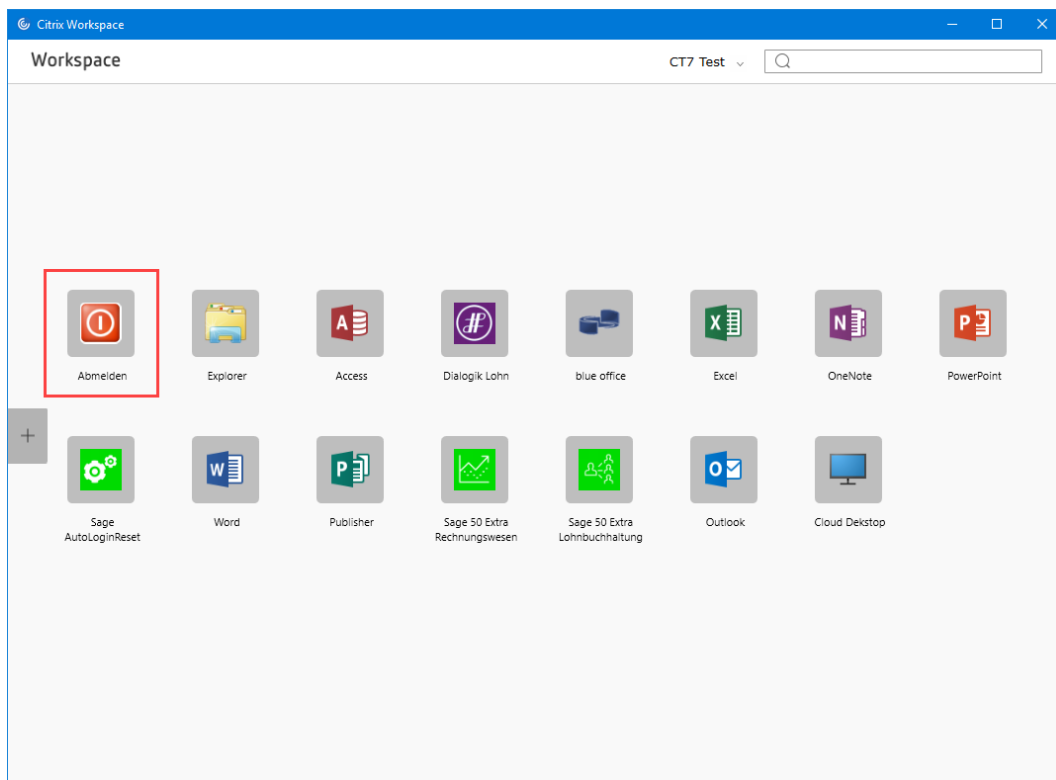 Citrix Workspace
Workspace
CT7 Test
Abmelden
Explorer
Access
Dialogik Lohn
blue office
Excel
OneNote
PowerPoint
Sage
AutoLoginReset
Word
Publisher
Sage 50 Extra
Rechnungswesen
Sage 50 Extra
Lohnbuchhaltung
Outlook
Cloud Dekstop